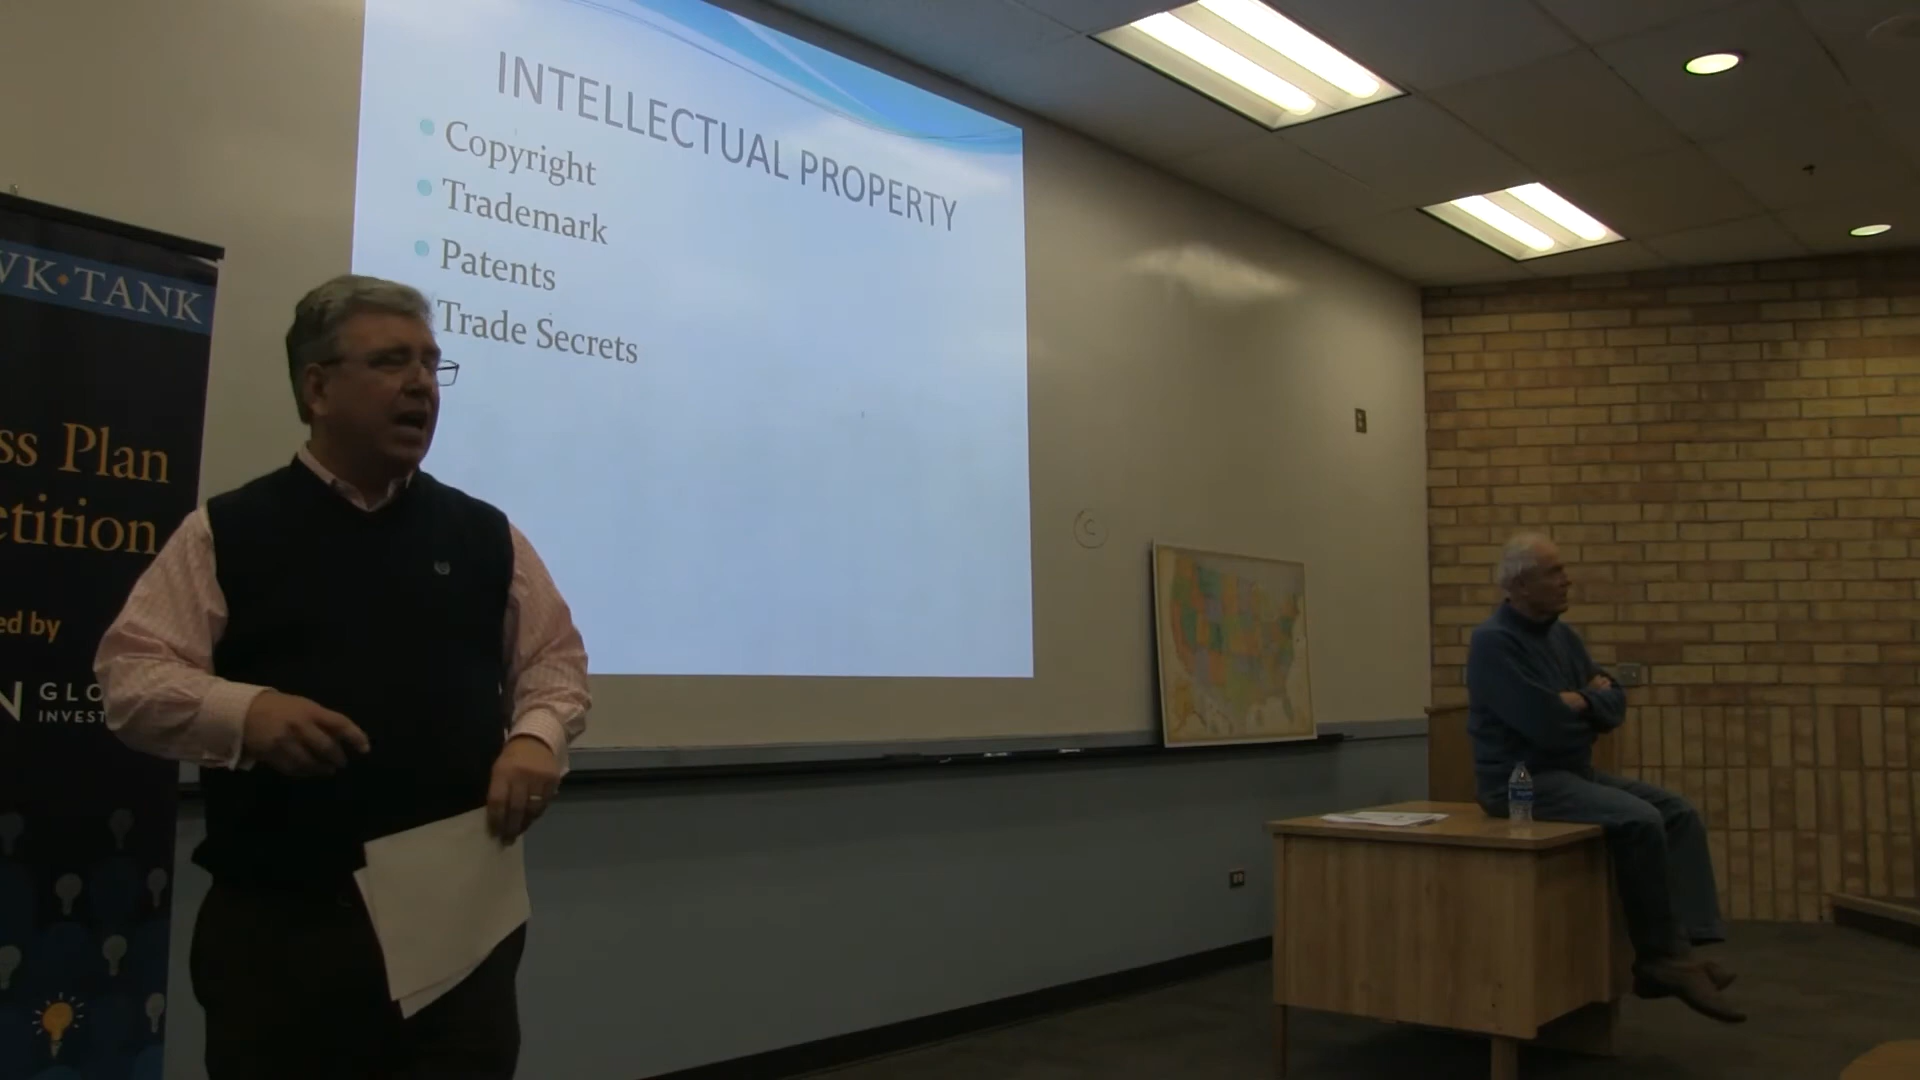 INTELLECTUAL PROPERTY
Copyright
Trademark
Patents
Trade Secrets
WK•TANK
ss Plan
etition
ed by
N GLO
INVEST
C